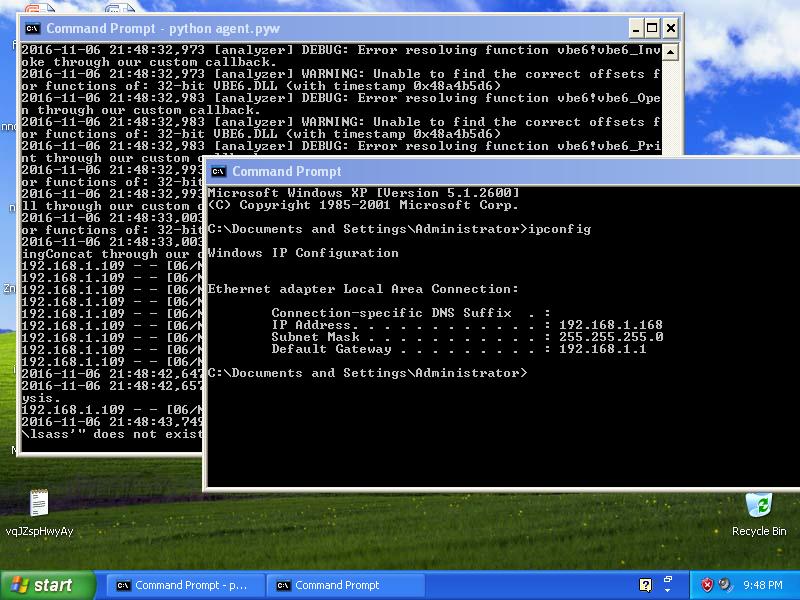 Command Prompt - python agent.pyw
2016-11-06 21:48:32,973 [analyzer] DEBUG: Error resolving function vbe6!vbe6_Inv
oke through our custom callback.
2016-11-06 21:48:32,973 [analyzer] WARNING: Unable to find the correct offsets f
or functions of: 32-bit VBE6.DLL (with timestamp 0x48a4b5d6)
2016-11-06 21:48:32,983 [analyzer] DEBUG: Error resolving function vbe6!vbe6_Ope
n through our custom callback.
2016-11-06 21:48:32,983 [analyzer] WARNING: Unable to find the correct offsets f
or functions of: 32-bit VBE6.DLL (with timestamp 0x48a4b5d6)
2016-11-06 21:48:32,983 [analyzer] DEBUG: Error resolving function vbe6!vbe6_Pri
nt through our custom
2016-11-06 21:48:32,99
or functions of: 32-bit
2016-11-06 21:48:32,993
ll through our custom
2016-11-06 21:48:33,003
or functions of: 32-bit
2016-11-06 21:48:33,003
ingConcat through our
192.168.1.109 - - [06/
192.168.1.109 - - [06/
192.168.1.109 - - [06/
192.168.1.109 - - [06/
192.168.1.109 - - [06/
192.168.1.109 - - [06/
192.168.1.109 - - [06/
192.168.1.109 - - [06/
192.168.1.109 - - [06/
2016-11-06 21:48:42,647
2016-11-06 21:48:42,657
ysis.
192.168.1.109 - - [06/
2016-11-06 21:48:43,749
\lsass'" does not exist
Command Prompt
Microsoft Windows XP [Version 5.1.2600]
(C) Copyright 1985-2001 Microsoft Corp.
C:\Documents and Settings\Administrator>ipconfig
Windows IP Configuration
Ethernet adapter Local Area Connection:
Connection-specific DNS Suffix . :
IP Address. . . . . . . . . . . . : 192.168.1.168
Subnet Mask . . . . . . . . . . . : 255.255.255.0
Default Gateway . . . . . . . . . : 192.168.1.1
C:\Documents and Settings\Administrator>
vqJZspHwyAy
Recycle Bin
start
Command Prompt - p...
Command Prompt
9:48 PM